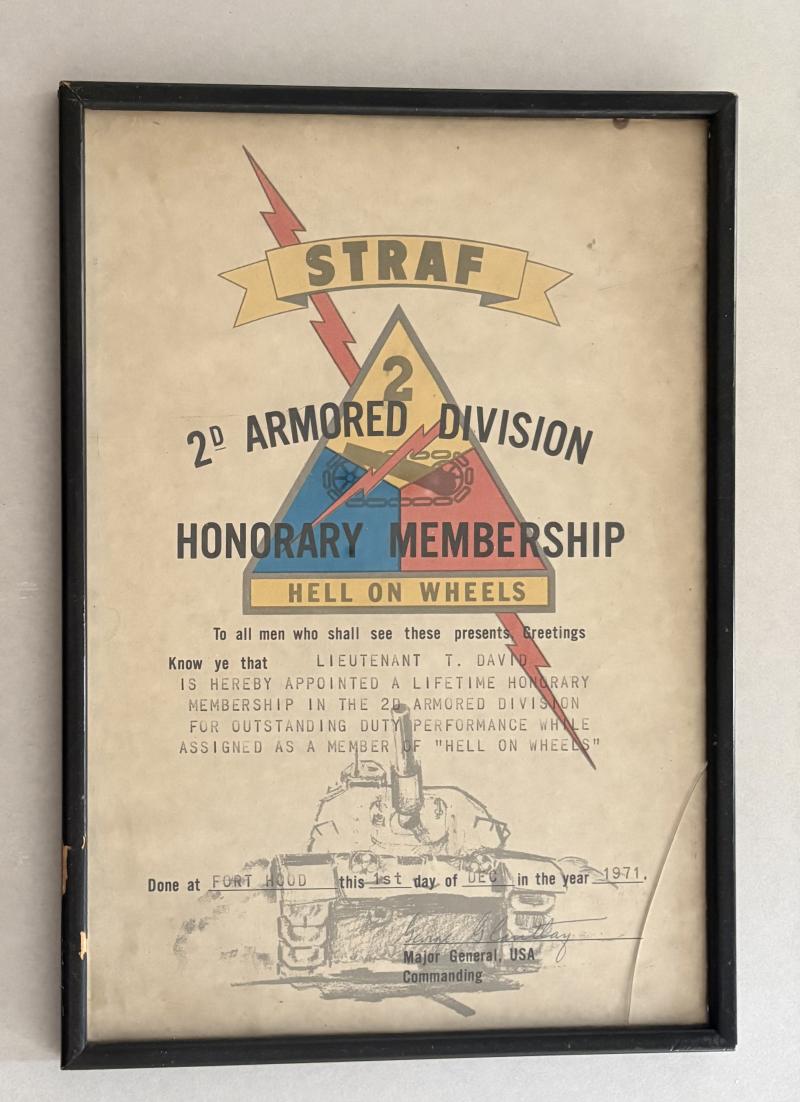 STRAF
2
2D ARMORED DIVISION
HONORARY MEMBERSHIP
HELL ON WHEELS
To all men who shall see these presents, Greetings
Know ye that LIEUTENANT T. DAVID
IS HEREBY APPOINTED A LIFETIME HONORARY
MEMBERSHIP IN THE 2D ARMORED DIVISION
FOR OUTSTANDING DUTY PERFORMANCE WHILE
ASSIGNED AS A MEMBER OF "HELL ON WHEELS"
Done at FORT HOOD this 1st day of DEC in the year 1971.
George G Cantlay
Major General, USA
Commanding